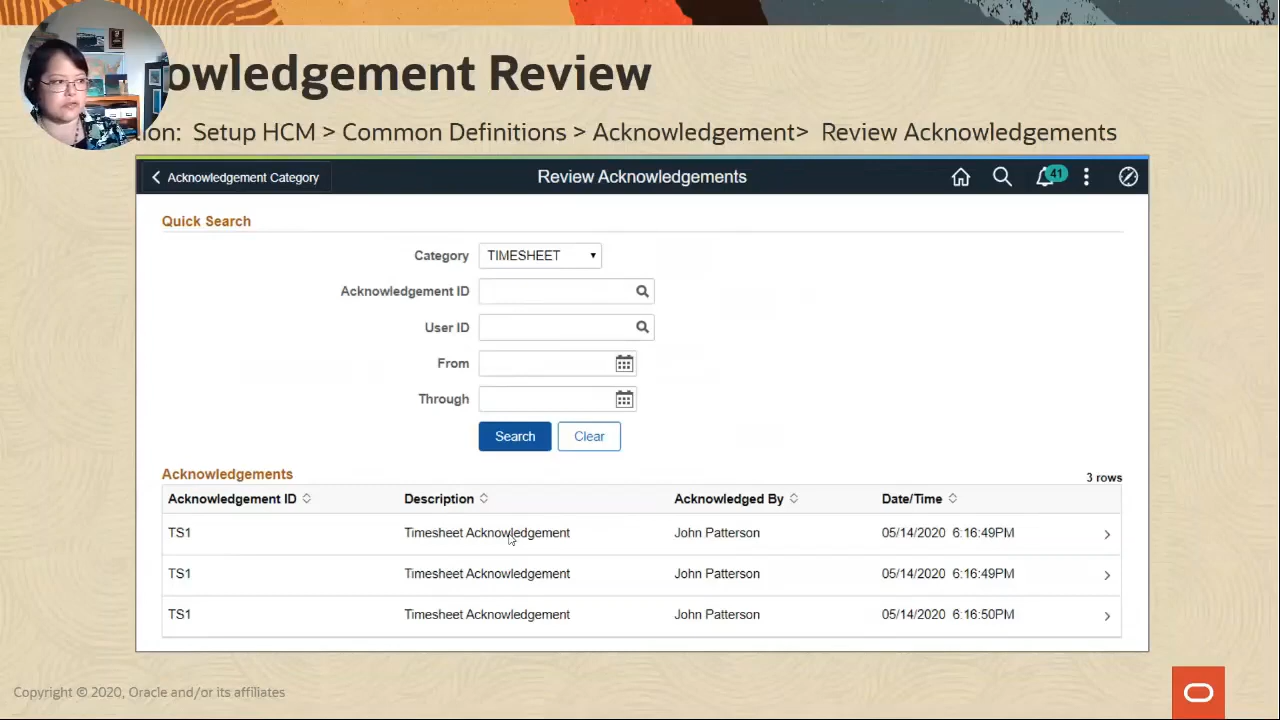 owledgement Review
ion: Setup HCM > Common Definitions > Acknowledgement> Review Acknowledgements
Acknowledgement Category
Review Acknowledgements
41
Quick Search
Category TIMESHEET
Acknowledgement ID
User ID
From
Through
Search Clear
Acknowledgements
3 rows
Acknowledgement ID Description Acknowledged By Date/Time
TS1 Timesheet Acknowledgement John Patterson 05/14/2020 6:16:49PM
TS1 Timesheet Acknowledgement John Patterson 05/14/2020 6:16:49PM
TS1 Timesheet Acknowledgement John Patterson 05/14/2020 6:16:50PM
Copyright © 2020, Oracle and/or its affiliates